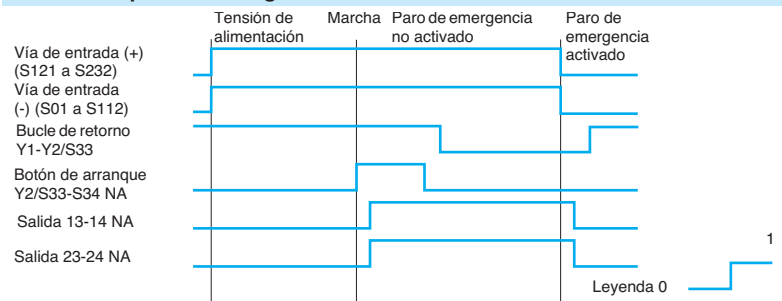 Tensión de alimentación
Marcha
Paro de emergencia no activado
Paro de emergencia activado
Vía de entrada (+)
(S121 a S232)
Vía de entrada
(-) (S01 a S112)
Bucle de retorno
Y1-Y2/S33
Botón de arranque
Y2/S33-S34 NA
Salida 13-14 NA
Salida 23-24 NA
Leyenda 0
1